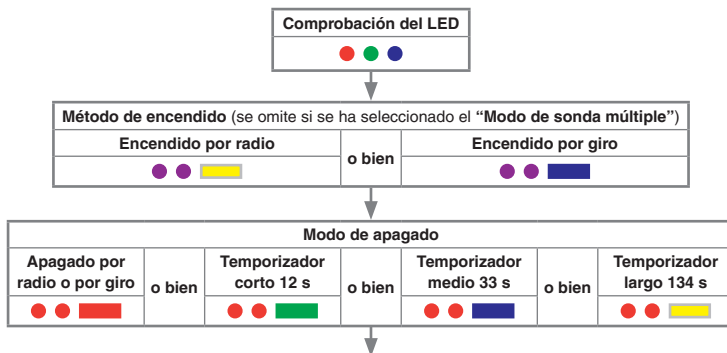 Comprobación del LED
Método de encendido (se omite si se ha seleccionado el “Modo de sonda múltiple”)
Encendido por radio
o bien
Encendido por giro
Modo de apagado
Apagado por
radio o por giro
o bien
Temporizador
corto 12 s
o bien
Temporizador
medio 33 s
o bien
Temporizador
largo 134 s